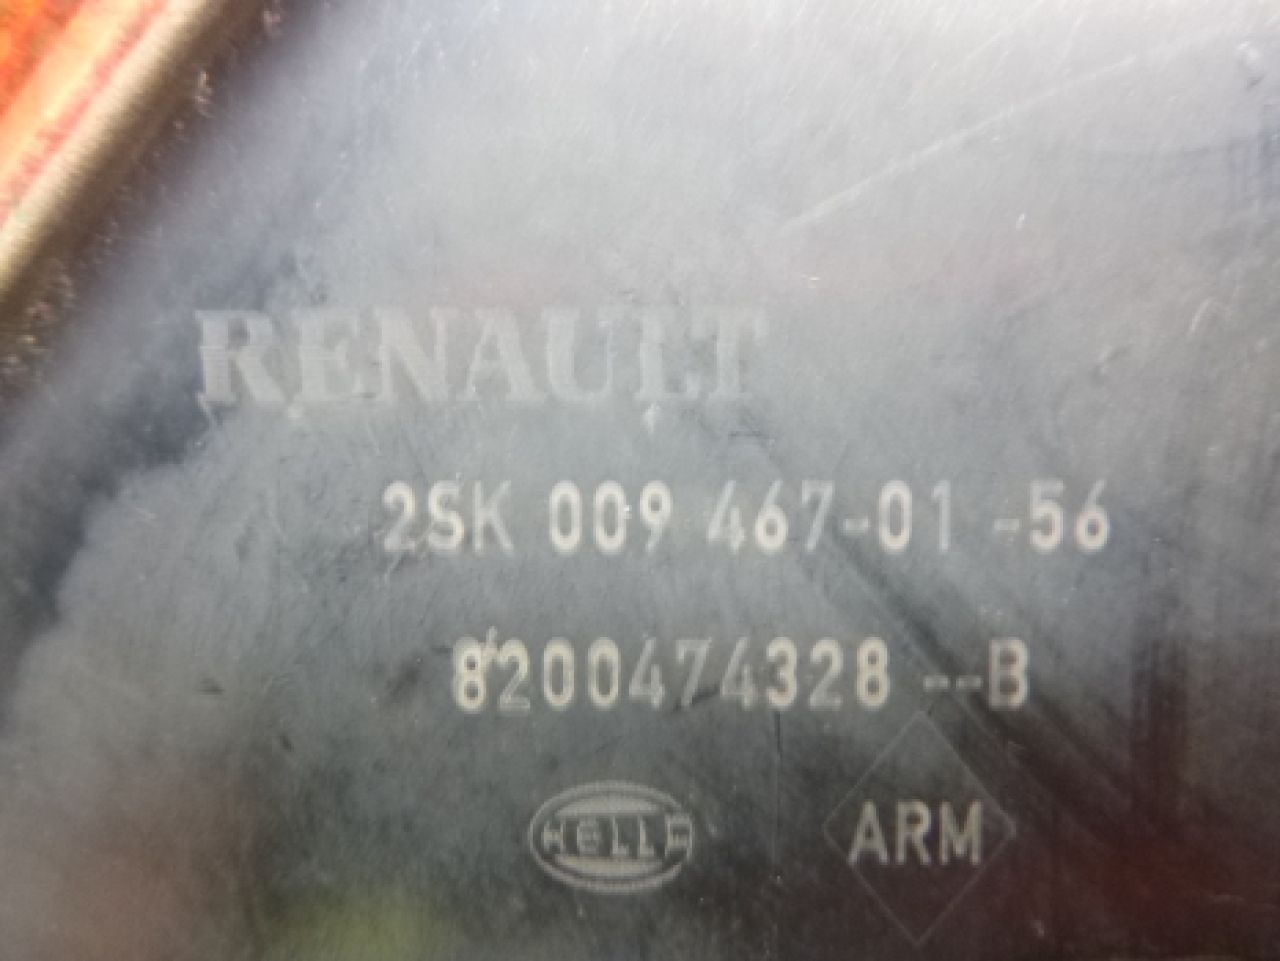 RENAULT
2SK 009 467-01 -56
8200474328 --B
HELLA
ARM